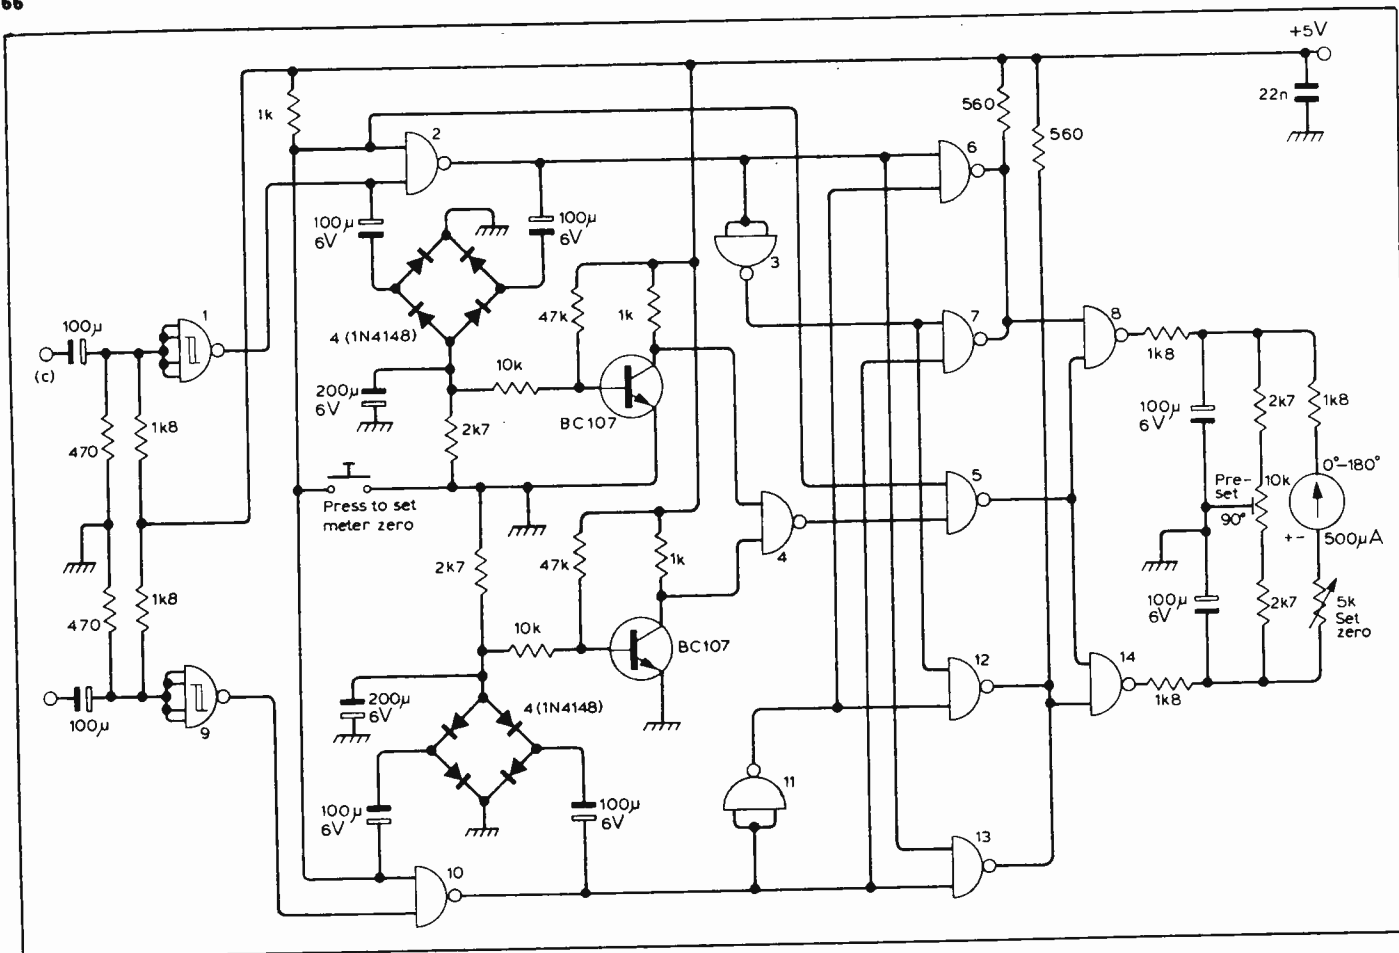 66
+5V
22n
560
560
1k
2
6
100μ
6V
100μ
6V
3
47k
1k
4 (1N4148)
7
8
1k8
100μ
(c)
1
10k
200μ
6V
BC107
2k7
470
1k8
100μ
6V
2k7
1k8
0°-180°
Press to set
meter zero
5
Pre-
set
90°
10k
+ -
500μA
4
2k7
47k
1k
470
1k8
10k
BC107
100μ
6V
2k7
5k
Set
zero
12
14
1k8
100μ
9
200μ
6V
4 (1N4148)
11
100μ
6V
100μ
6V
10
13